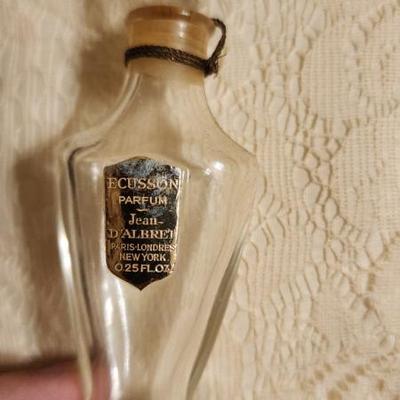 ECUSSON
PARFUM
Jean-
D'ALBRET
PARIS-LONDRES
NEW YORK
0.25 FL.OZ.